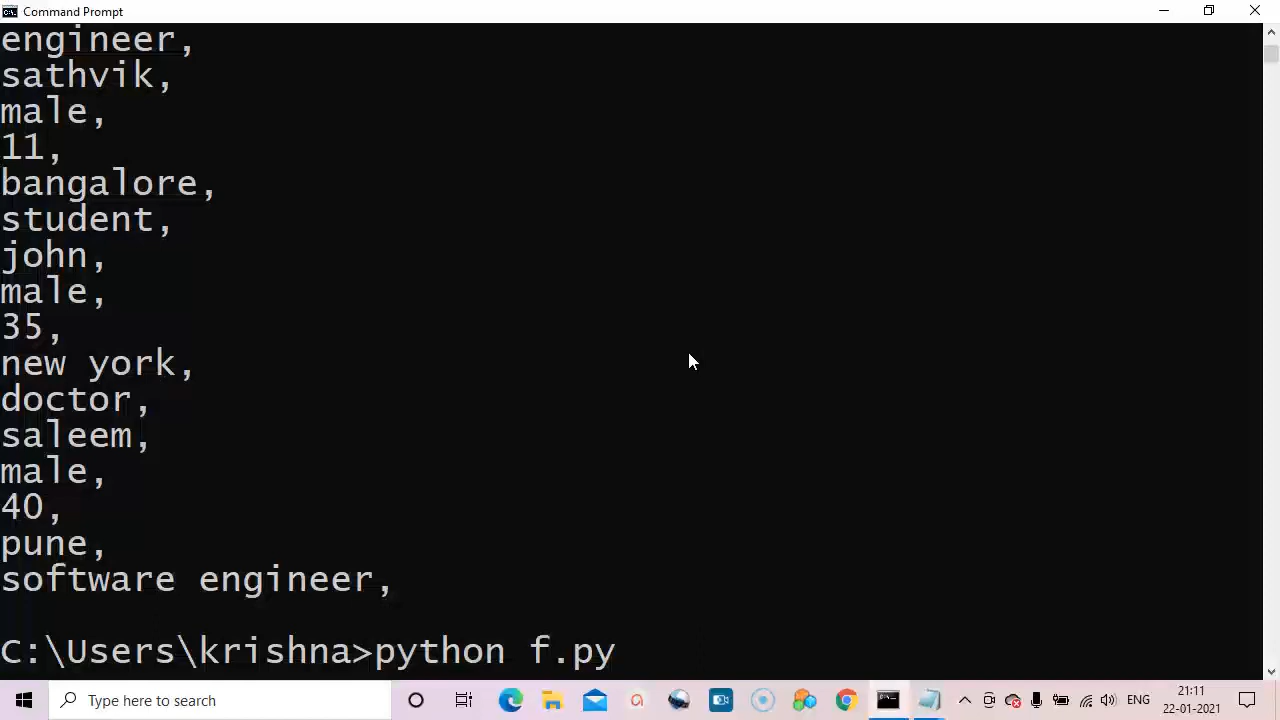 Command Prompt
engineer,
sathvik,
male,
11,
bangalore,
student,
john,
male,
35,
new york,
doctor,
saleem,
male,
40,
pune,
software engineer,
C:\Users\krishna>python f.py
Type here to search
ENG
21:11
22-01-2021